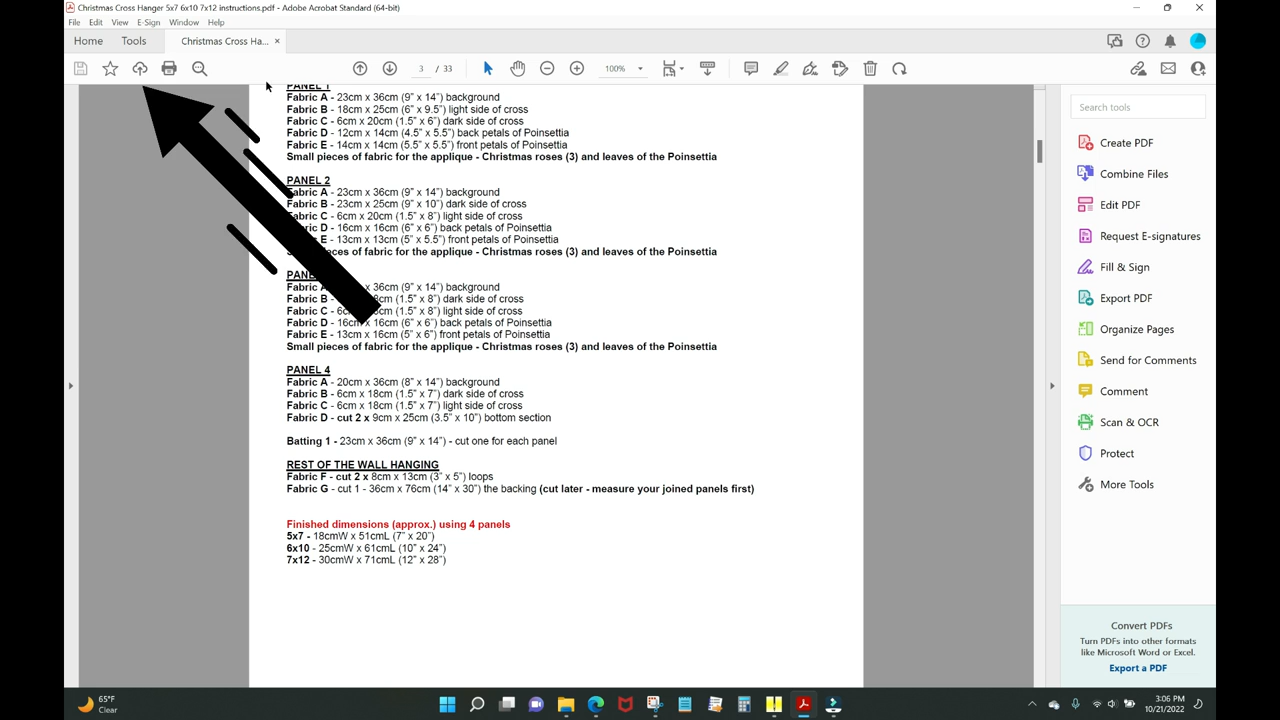 Christmas Cross Hanger 5x7 6x10 7x12 instructions.pdf - Adobe Acrobat Standard (64-bit)
File Edit View E-Sign Window Help
Home Tools Christmas Cross Ha... ×
3 / 33 100%
PANEL 1
Fabric A - 23cm x 36cm (9" x 14") background
Fabric B - 18cm x 25cm (6" x 9.5") light side of cross
Fabric C - 6cm x 20cm (1.5" x 6") dark side of cross
Fabric D - 12cm x 14cm (4.5" x 5.5") back petals of Poinsettia
Fabric E - 14cm x 14cm (5.5" x 5.5") front petals of Poinsettia
Small pieces of fabric for the applique - Christmas roses (3) and leaves of the Poinsettia
PANEL 2
Fabric A - 23cm x 36cm (9" x 14") background
Fabric B - 23cm x 25cm (9" x 10") dark side of cross
Fabric C - 6cm x 20cm (1.5" x 8") light side of cross
D - 16cm x 16cm (6" x 6") back petals of Poinsettia
E - 13cm x 13cm (5" x 5.5") front petals of Poinsettia
pieces of fabric for the applique - Christmas roses (3) and leaves of the Poinsettia
Fabric x 36cm (9" x 14") background
Fabric B - (1.5" x 8") dark side of cross
Fabric C - (1.5" x 8") light side of cross
Fabric D - 16cm x 16cm (6" x 6") back petals of Poinsettia
Fabric E - 13cm x 16cm (5" x 6") front petals of Poinsettia
Small pieces of fabric for the applique - Christmas roses (3) and leaves of the Poinsettia
PANEL 4
Fabric A - 20cm x 36cm (8" x 14") background
Fabric B - 6cm x 18cm (1.5" x 7") dark side of cross
Fabric C - 6cm x 18cm (1.5" x 7") light side of cross
Fabric D - cut 2 x 9cm x 25cm (3.5" x 10") bottom section
Batting 1 - 23cm x 36cm (9" x 14") - cut one for each panel
REST OF THE WALL HANGING
Fabric F - cut 2 x 8cm x 13cm (3" x 5") loops
Fabric G - cut 1 - 36cm x 76cm (14" x 30") the backing (cut later - measure your joined panels first)
Finished dimensions (approx.) using 4 panels
5x7 - 18cmW x 51cmL (7" x 20")
6x10 - 25cmW x 61cmL (10" x 24")
7x12 - 30cmW x 71cmL (12" x 28")
Search tools
Create PDF
Combine Files
Edit PDF
Request E-signatures
Fill & Sign
Export PDF
Organize Pages
Send for Comments
Comment
Scan & OCR
Protect
More Tools
Convert PDFs
Turn PDFs into other formats
like Microsoft Word or Excel.
Export a PDF
65°F
Clear
3:06 PM
10/21/2022